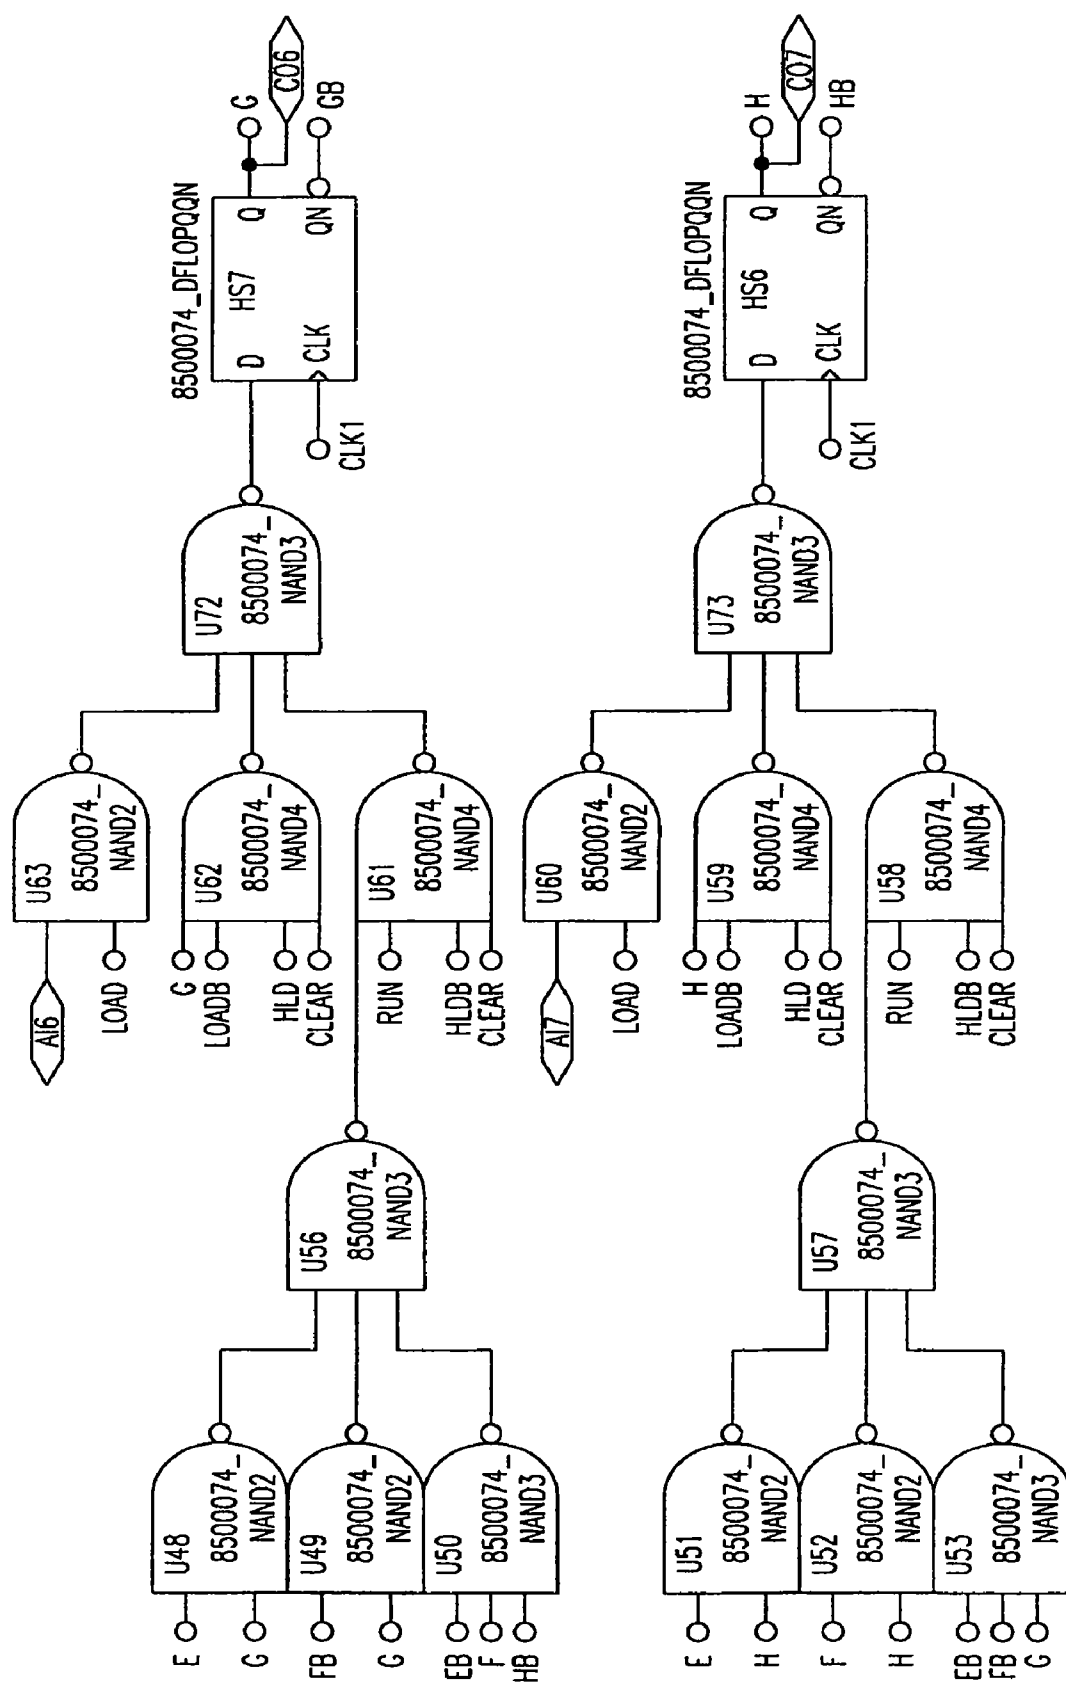 E
G
FB
G
EB
F
HB
U48
8500074_
NAND2
U49
8500074_
NAND2
U50
8500074_
NAND3
U56
8500074_
NAND3
AI6
LOAD
G
LOADB
HLD
CLEAR
RUN
HLDB
CLEAR
U63
8500074_
NAND2
U62
8500074_
NAND4
U61
8500074_
NAND4
U72
8500074_
NAND3
CLK1
8500074_DFLOPQQN
D
HS7
Q
CLK
QN
G
CO6
GB
E
H
F
H
EB
FB
G
U51
8500074_
NAND2
U52
8500074_
NAND2
U53
8500074_
NAND3
U57
8500074_
NAND3
AI7
LOAD
H
LOADB
HLD
CLEAR
RUN
HLDB
CLEAR
U60
8500074_
NAND2
U59
8500074_
NAND4
U58
8500074_
NAND4
U73
8500074_
NAND3
CLK1
8500074_DFLOPQQN
D
HS6
Q
CLK
QN
H
CO7
HB